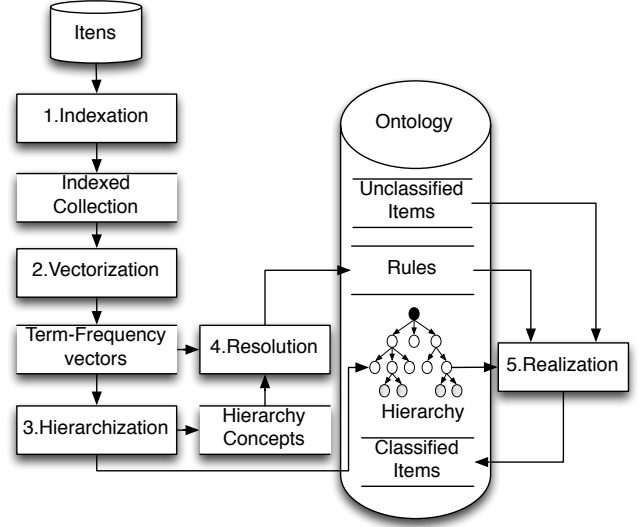 Itens
1.Indexation
Indexed
Collection
2.Vectorization
Term-Frequency
vectors
3.Hierarchization
4.Resolution
Hierarchy
Concepts
Ontology
Unclassified
Items
Rules
Hierarchy
Classified
Items
5.Realization